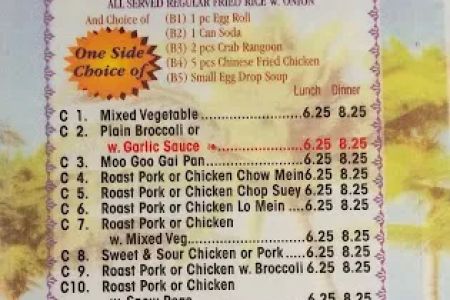 ALL SERVED REGULAR FRIED RICE W. ONION
And Choice of
One Side
Choice of
(B1) 1 pc Egg Roll
(B2) 1 Can Soda
(B3) 2 pcs Crab Rangoon
(B4) 5 pcs Chinese Fried Chicken
(B5) Small Egg Drop Soup
Lunch Dinner
C 1. Mixed Vegetable 6.25 8.25
C 2. Plain Broccoli or
w. Garlic Sauce 6.25 8.25
C 3. Moo Goo Gai Pan 6.25 8.25
C 4. Roast Pork or Chicken Chow Mein 6.25 8.25
C 5. Roast Pork or Chicken Chop Suey 6.25 8.25
C 6. Roast Pork or Chicken Lo Mein .... 6.25 8.25
C 7. Roast Pork or Chicken
w. Mixed Veg. 6.25 8.25
C 8. Sweet & Sour Chicken or Pork ..... 6.25 8.25
C 9. Roast Pork or Chicken w. Broccoli 6.25 8.25
C10. Roast Pork or Chicken